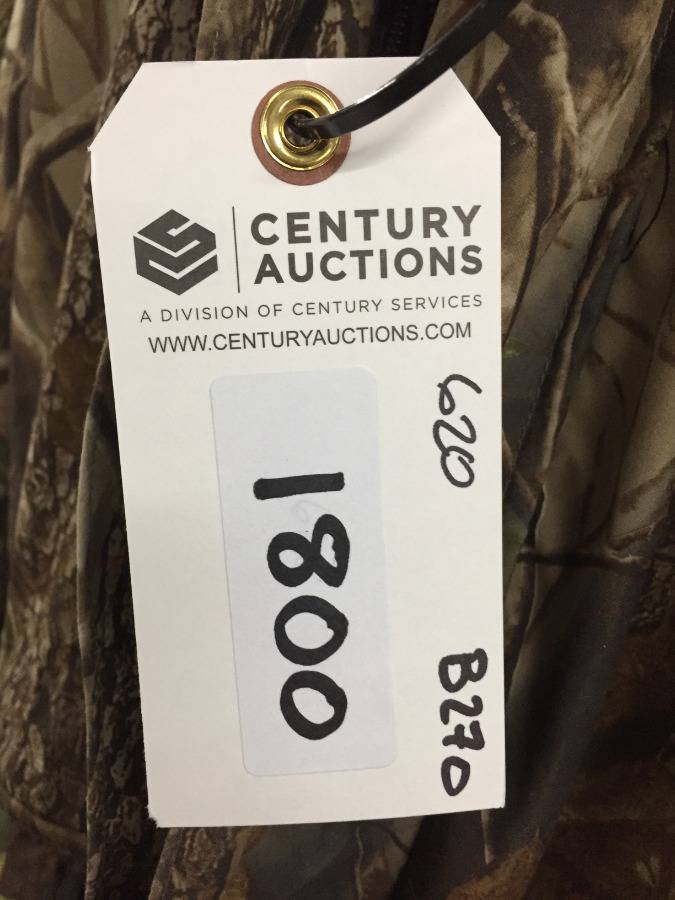 CENTURY
AUCTIONS
A DIVISION OF CENTURY SERVICES
WWW.CENTURYAUCTIONS.COM
620
1800
B270